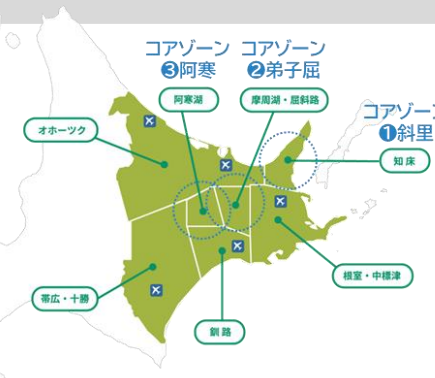 コアゾーン
❸阿寒
コアゾーン
❷弟子屈
コアゾーン
❶斜里
阿寒湖
摩周湖・屈斜路
オホーツク
知床
根室・中標津
帯広・十勝
釧路